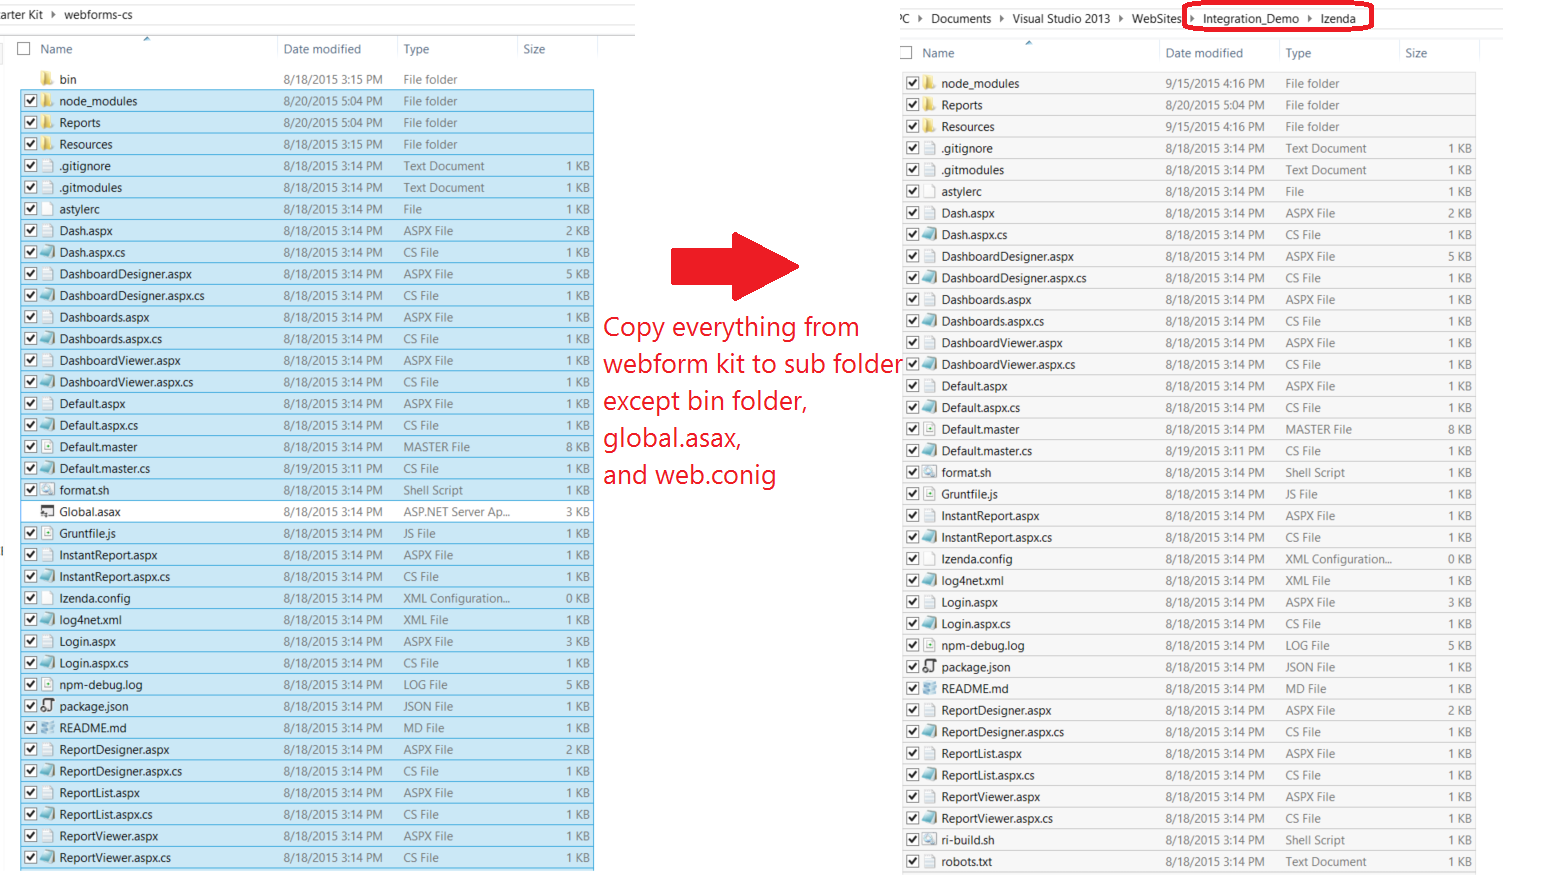 arter Kit ▸ webforms-cs
Name Date modified Type Size
bin 8/18/2015 3:15 PM File folder
node_modules 8/20/2015 5:04 PM File folder
Reports 8/20/2015 5:04 PM File folder
Resources 8/18/2015 3:15 PM File folder
.gitignore 8/18/2015 3:14 PM Text Document 1 KB
.gitmodules 8/18/2015 3:14 PM Text Document 1 KB
astylerc 8/18/2015 3:14 PM File 1 KB
Dash.aspx 8/18/2015 3:14 PM ASPX File 2 KB
Dash.aspx.cs 8/18/2015 3:14 PM CS File 1 KB
DashboardDesigner.aspx 8/18/2015 3:14 PM ASPX File 5 KB
DashboardDesigner.aspx.cs 8/18/2015 3:14 PM CS File 1 KB
Dashboards.aspx 8/18/2015 3:14 PM ASPX File 1 KB
Dashboards.aspx.cs 8/18/2015 3:14 PM CS File 1 KB
DashboardViewer.aspx 8/18/2015 3:14 PM ASPX File 1 KB
DashboardViewer.aspx.cs 8/18/2015 3:14 PM CS File 1 KB
Default.aspx 8/18/2015 3:14 PM ASPX File 1 KB
Default.aspx.cs 8/18/2015 3:14 PM CS File 1 KB
Default.master 8/18/2015 3:14 PM MASTER File 8 KB
Default.master.cs 8/19/2015 3:11 PM CS File 1 KB
format.sh 8/18/2015 3:14 PM Shell Script 1 KB
Global.asax 8/18/2015 3:14 PM ASP.NET Server Ap... 3 KB
Gruntfile.js 8/18/2015 3:14 PM JS File 1 KB
InstantReport.aspx 8/18/2015 3:14 PM ASPX File 1 KB
InstantReport.aspx.cs 8/18/2015 3:14 PM CS File 1 KB
Izenda.config 8/18/2015 3:14 PM XML Configuration... 0 KB
log4net.xml 8/18/2015 3:14 PM XML File 1 KB
Login.aspx 8/18/2015 3:14 PM ASPX File 3 KB
Login.aspx.cs 8/18/2015 3:14 PM CS File 1 KB
npm-debug.log 8/18/2015 3:14 PM LOG File 5 KB
package.json 8/18/2015 3:14 PM JSON File 1 KB
README.md 8/18/2015 3:14 PM MD File 1 KB
ReportDesigner.aspx 8/18/2015 3:14 PM ASPX File 2 KB
ReportDesigner.aspx.cs 8/18/2015 3:14 PM CS File 1 KB
ReportList.aspx 8/18/2015 3:14 PM ASPX File 1 KB
ReportList.aspx.cs 8/18/2015 3:14 PM CS File 1 KB
ReportViewer.aspx 8/18/2015 3:14 PM ASPX File 1 KB
ReportViewer.aspx.cs 8/18/2015 3:14 PM CS File 1 KB
Copy everything from
webform kit to sub folder
except bin folder,
global.asax,
and web.conig
PC ▸ Documents ▸ Visual Studio 2013 ▸ WebSites ▸ Integration_Demo ▸ Izenda
Name Date modified Type Size
node_modules 9/15/2015 4:16 PM File folder
Reports 8/20/2015 5:04 PM File folder
Resources 9/15/2015 4:16 PM File folder
.gitignore 8/18/2015 3:14 PM Text Document 1 KB
.gitmodules 8/18/2015 3:14 PM Text Document 1 KB
astylerc 8/18/2015 3:14 PM File 1 KB
Dash.aspx 8/18/2015 3:14 PM ASPX File 2 KB
Dash.aspx.cs 8/18/2015 3:14 PM CS File 1 KB
DashboardDesigner.aspx 8/18/2015 3:14 PM ASPX File 5 KB
DashboardDesigner.aspx.cs 8/18/2015 3:14 PM CS File 1 KB
Dashboards.aspx 8/18/2015 3:14 PM ASPX File 1 KB
Dashboards.aspx.cs 8/18/2015 3:14 PM CS File 1 KB
DashboardViewer.aspx 8/18/2015 3:14 PM ASPX File 1 KB
DashboardViewer.aspx.cs 8/18/2015 3:14 PM CS File 1 KB
Default.aspx 8/18/2015 3:14 PM ASPX File 1 KB
Default.aspx.cs 8/18/2015 3:14 PM CS File 1 KB
Default.master 8/18/2015 3:14 PM MASTER File 8 KB
Default.master.cs 8/19/2015 3:11 PM CS File 1 KB
format.sh 8/18/2015 3:14 PM Shell Script 1 KB
Gruntfile.js 8/18/2015 3:14 PM JS File 1 KB
InstantReport.aspx 8/18/2015 3:14 PM ASPX File 1 KB
InstantReport.aspx.cs 8/18/2015 3:14 PM CS File 1 KB
Izenda.config 8/18/2015 3:14 PM XML Configuration... 0 KB
log4net.xml 8/18/2015 3:14 PM XML File 1 KB
Login.aspx 8/18/2015 3:14 PM ASPX File 3 KB
Login.aspx.cs 8/18/2015 3:14 PM CS File 1 KB
npm-debug.log 8/18/2015 3:14 PM LOG File 5 KB
package.json 8/18/2015 3:14 PM JSON File 1 KB
README.md 8/18/2015 3:14 PM MD File 1 KB
ReportDesigner.aspx 8/18/2015 3:14 PM ASPX File 2 KB
ReportDesigner.aspx.cs 8/18/2015 3:14 PM CS File 1 KB
ReportList.aspx 8/18/2015 3:14 PM ASPX File 1 KB
ReportList.aspx.cs 8/18/2015 3:14 PM CS File 1 KB
ReportViewer.aspx 8/18/2015 3:14 PM ASPX File 1 KB
ReportViewer.aspx.cs 8/18/2015 3:14 PM CS File 1 KB
ri-build.sh 8/18/2015 3:14 PM Shell Script 1 KB
robots.txt 8/18/2015 3:14 PM Text Document 1 KB